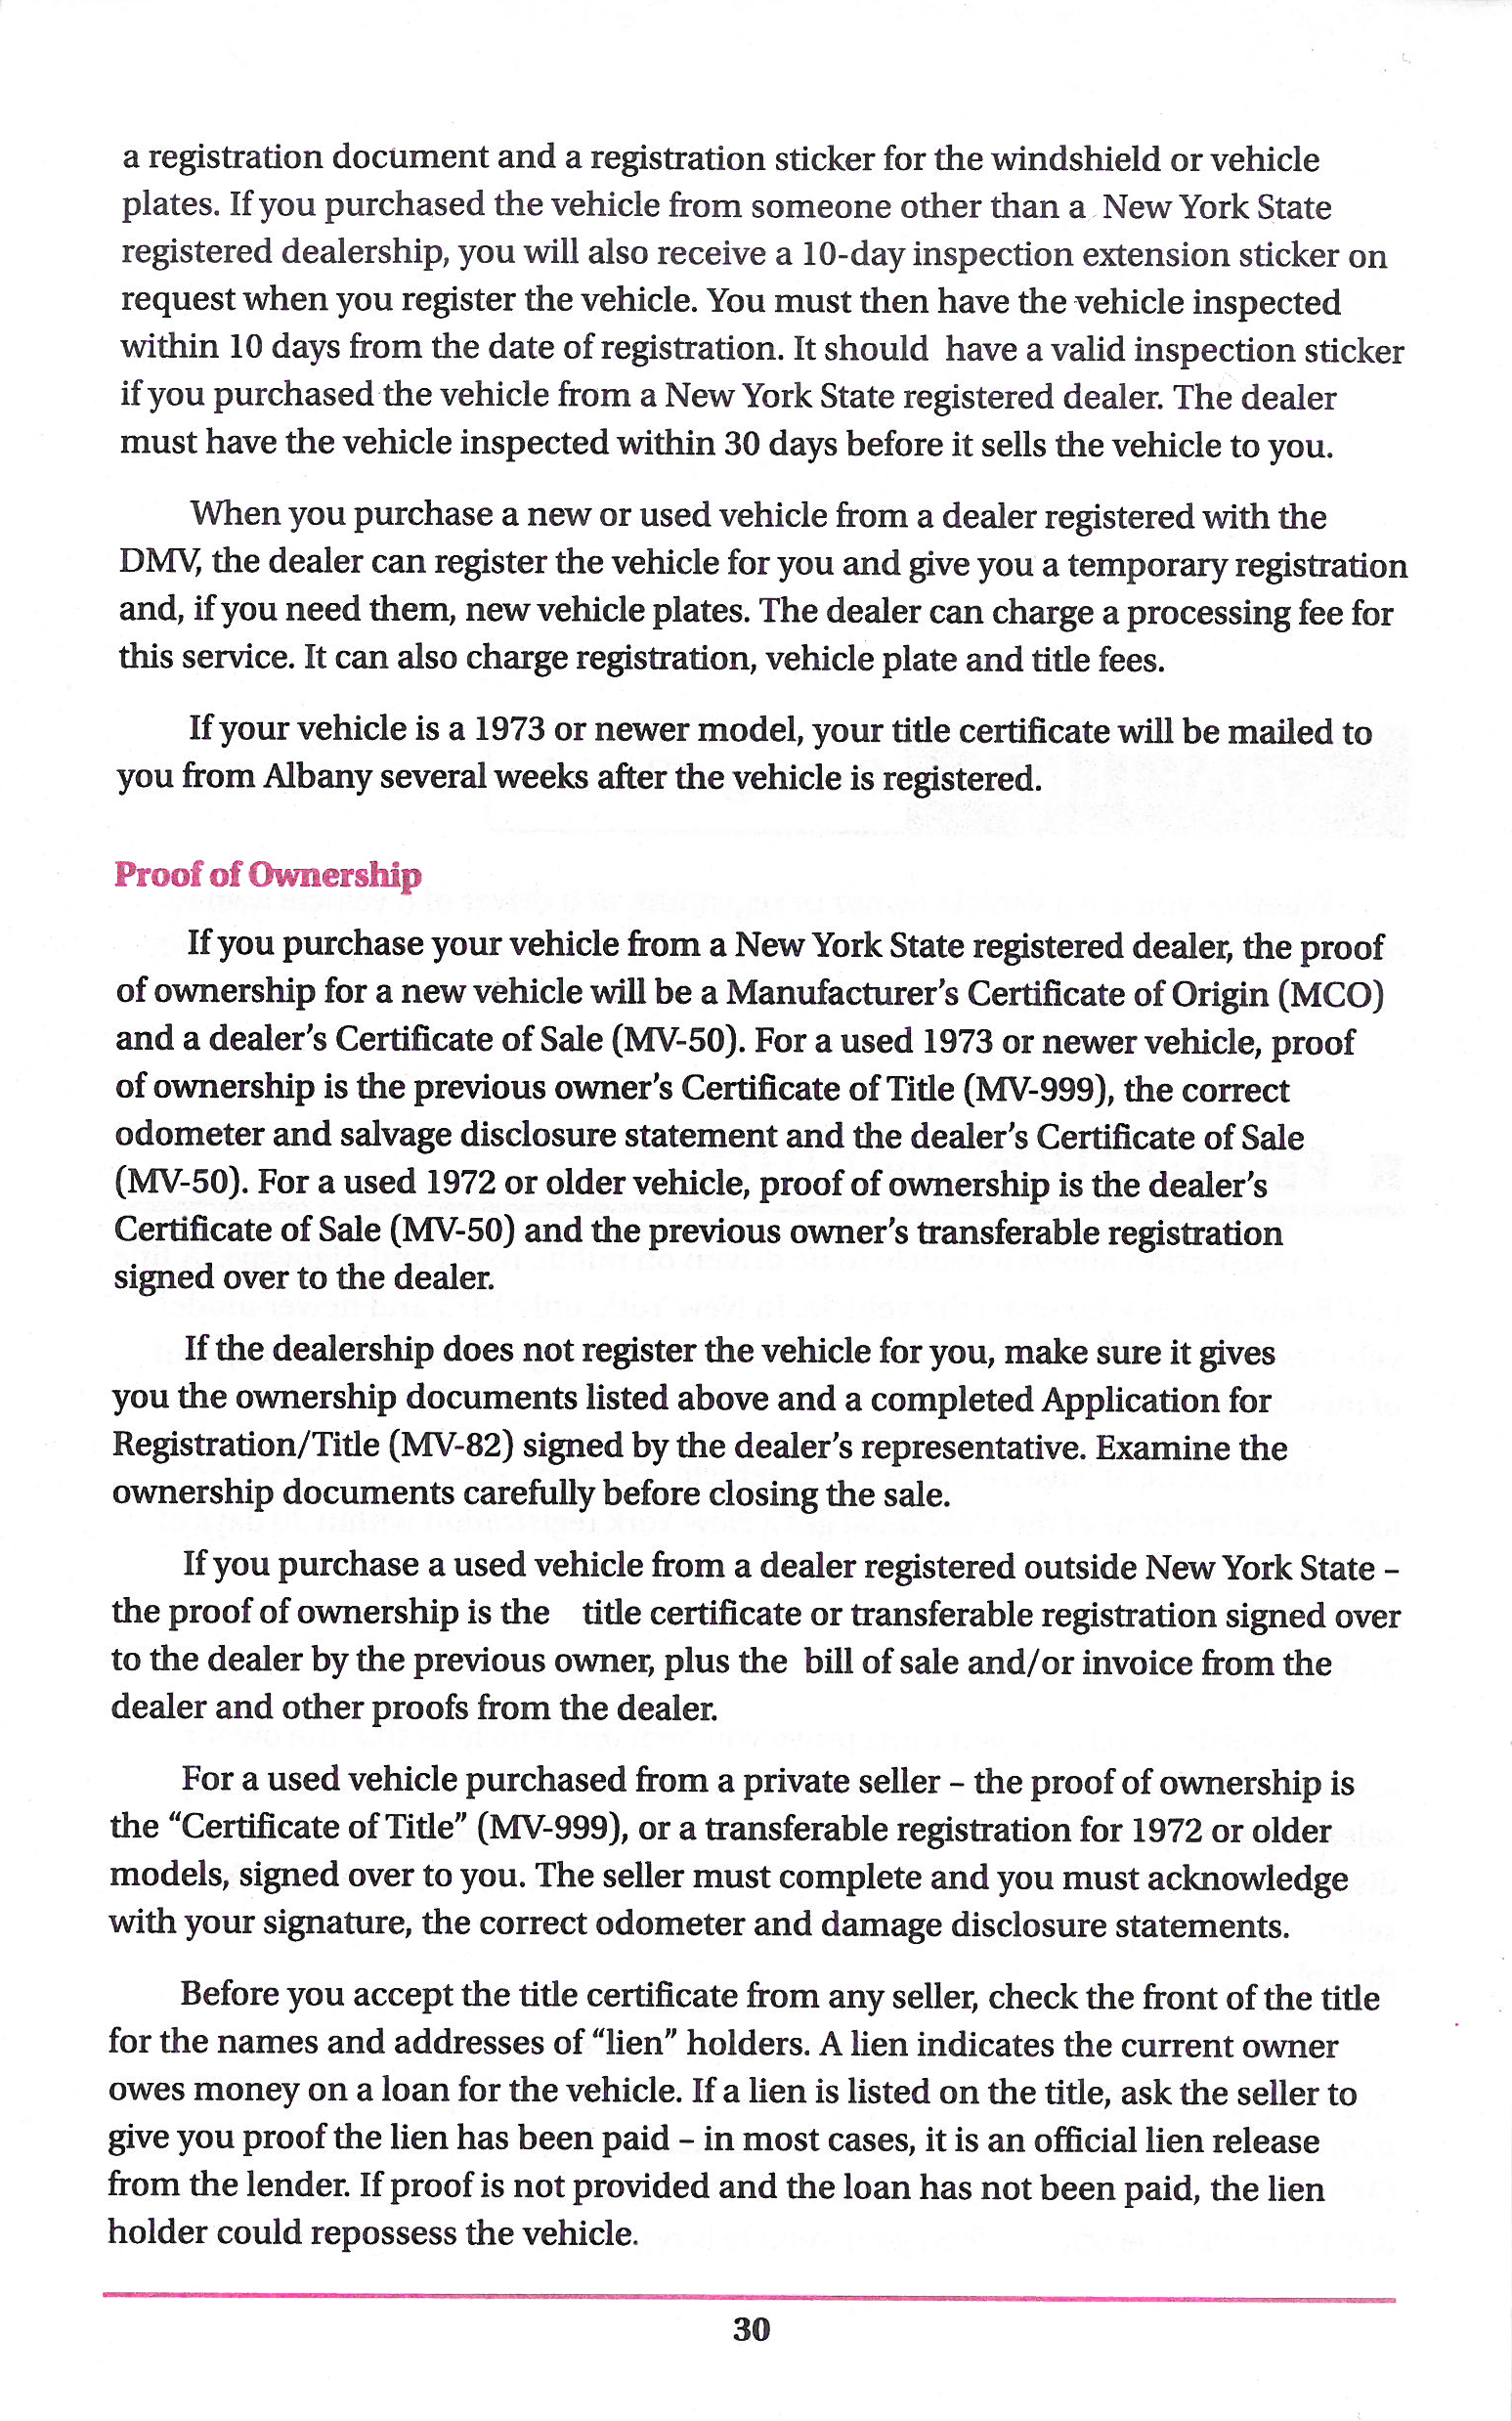 a registration document and a registration sticker for the windshield or vehicle
plates. If you purchased the vehicle from someone other than a New York State
registered dealership, you will also receive a 10-day inspection extension sticker on
request when you register the vehicle. You must then have the vehicle inspected
within 10 days from the date of registration. It should have a valid inspection sticker
if you purchased the vehicle from a New York State registered dealer. The dealer
must have the vehicle inspected within 30 days before it sells the vehicle to you.
When you purchase a new or used vehicle from a dealer registered with the
DMV, the dealer can register the vehicle for you and give you a temporary registration
and, if you need them, new vehicle plates. The dealer can charge a processing fee for
this service. It can also charge registration, vehicle plate and title fees.
If your vehicle is a 1973 or newer model, your title certificate will be mailed to
you from Albany several weeks after the vehicle is registered.
Proof of Ownership
If you purchase your vehicle from a New York State registered dealer, the proof
of ownership for a new vehicle will be a Manufacturer's Certificate of Origin (MCO)
and a dealer's Certificate of Sale (MV-50). For a used 1973 or newer vehicle, proof
of ownership is the previous owner's Certificate of Title (MV-999), the correct
odometer and salvage disclosure statement and the dealer's Certificate of Sale
(MV-50). For a used 1972 or older vehicle, proof of ownership is the dealer's
Certificate of Sale (MV-50) and the previous owner's transferable registration
signed over to the dealer.
If the dealership does not register the vehicle for you, make sure it gives
you the ownership documents listed above and a completed Application for
Registration/Title (MV-82) signed by the dealer's representative. Examine the
ownership documents carefully before closing the sale.
If you purchase a used vehicle from a dealer registered outside New York State –
the proof of ownership is the title certificate or transferable registration signed over
to the dealer by the previous owner, plus the bill of sale and/or invoice from the
dealer and other proofs from the dealer.
For a used vehicle purchased from a private seller – the proof of ownership is
the “Certificate of Title” (MV-999), or a transferable registration for 1972 or older
models, signed over to you. The seller must complete and you must acknowledge
with your signature, the correct odometer and damage disclosure statements.
Before you accept the title certificate from any seller, check the front of the title
for the names and addresses of “lien” holders. A lien indicates the current owner
owes money on a loan for the vehicle. If a lien is listed on the title, ask the seller to
give you proof the lien has been paid – in most cases, it is an official lien release
from the lender. If proof is not provided and the loan has not been paid, the lien
holder could repossess the vehicle.
30